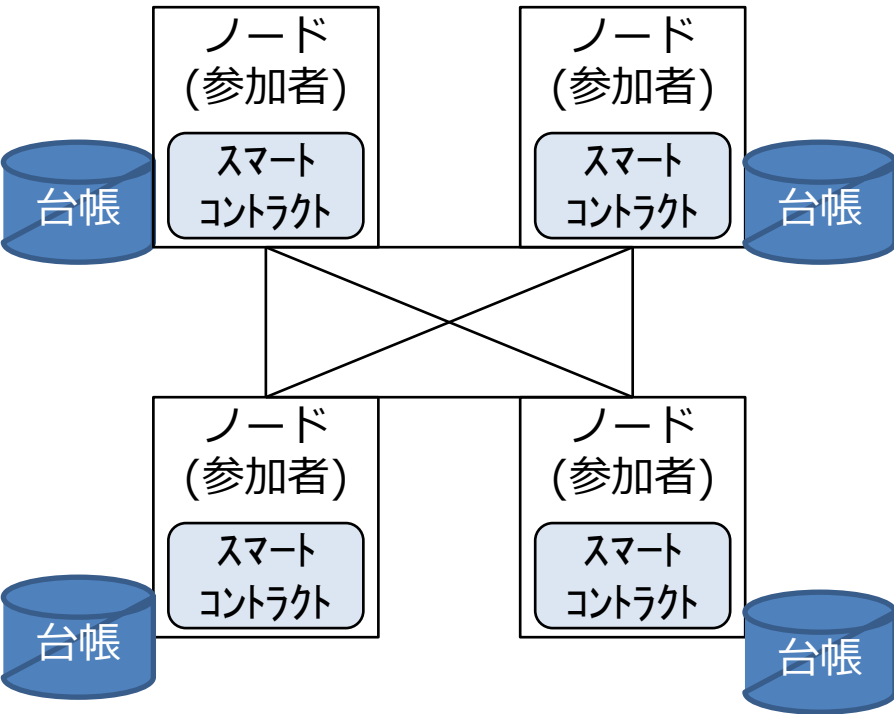 ノード
(参加者)
スマート
コントラクト
台帳
ノード
(参加者)
スマート
コントラクト
台帳
ノード
(参加者)
スマート
コントラクト
台帳
ノード
(参加者)
スマート
コントラクト
台帳